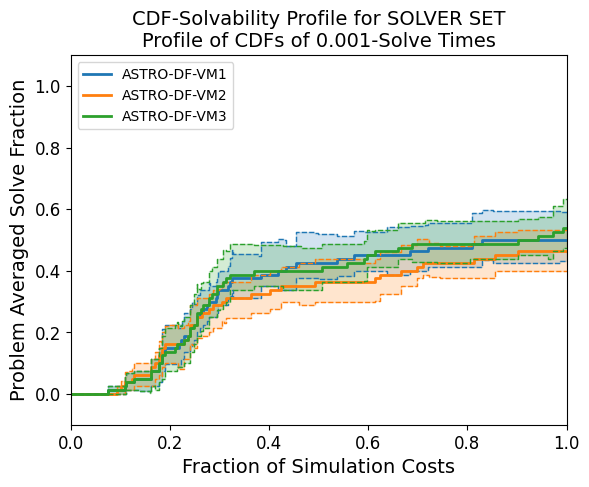 CDF-Solvability Profile for SOLVER SET
Profile of CDFs of 0.001-Solve Times
ASTRO-DF-VM1
ASTRO-DF-VM2
ASTRO-DF-VM3
Problem Averaged Solve Fraction
1.0
0.8
0.6
0.4
0.2
0.0
0.0 0.2 0.4 0.6 0.8 1.0
Fraction of Simulation Costs